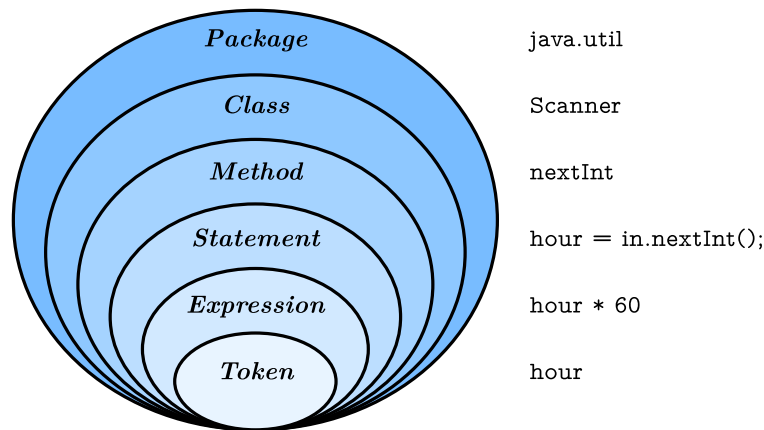 Package java.util
Class Scanner
Method nextInt
Statement hour = in.nextInt();
Expression hour * 60
Token hour